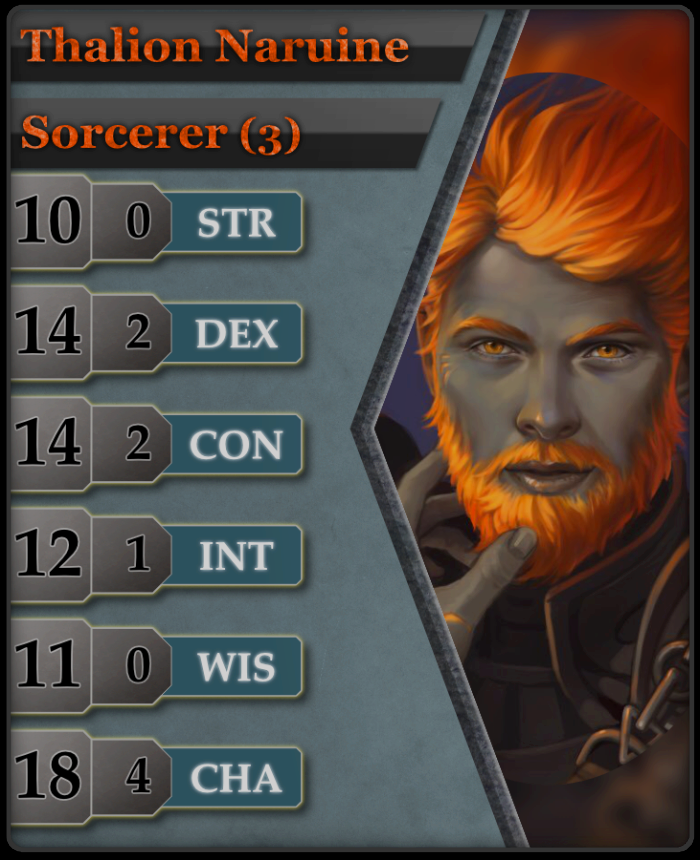 Thalion Naruine
Sorcerer (3)
10 0 STR
14 2 DEX
14 2 CON
12 1 INT
11 0 WIS
18 4 CHA